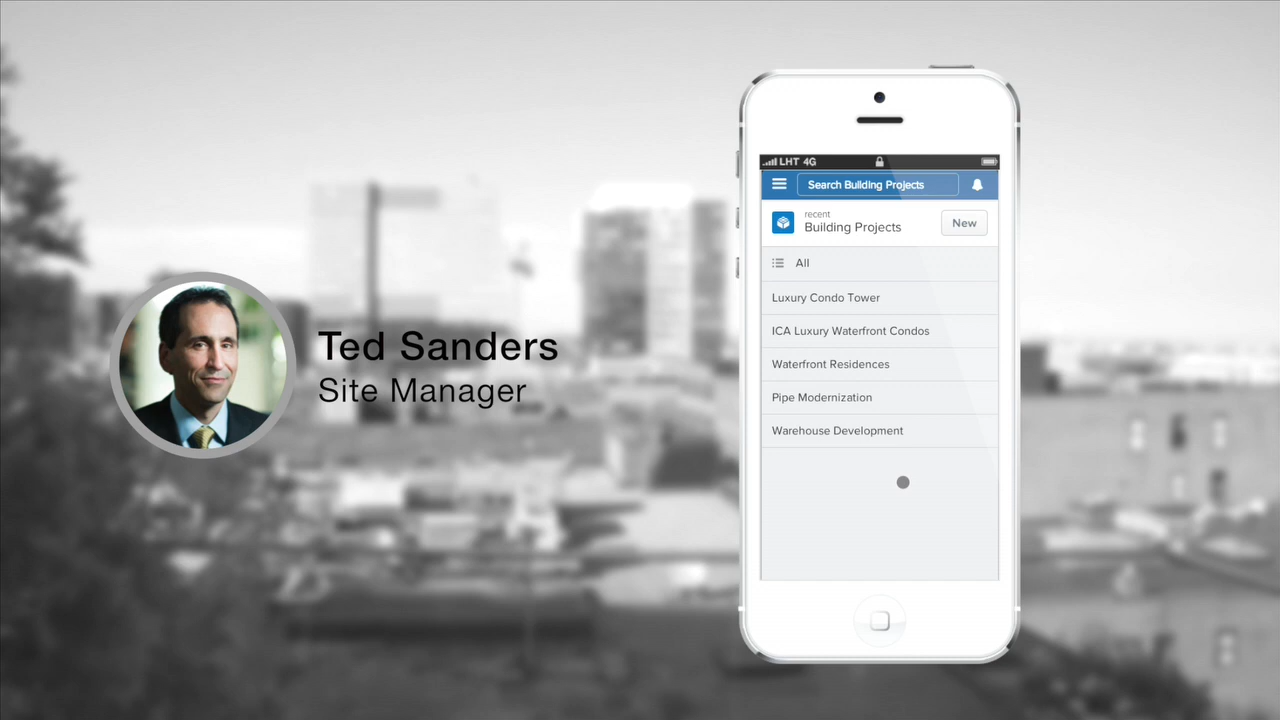 Ted Sanders
Site Manager
LHT 4G
Search Building Projects
recent
Building Projects
New
All
Luxury Condo Tower
ICA Luxury Waterfront Condos
Waterfront Residences
Pipe Modernization
Warehouse Development